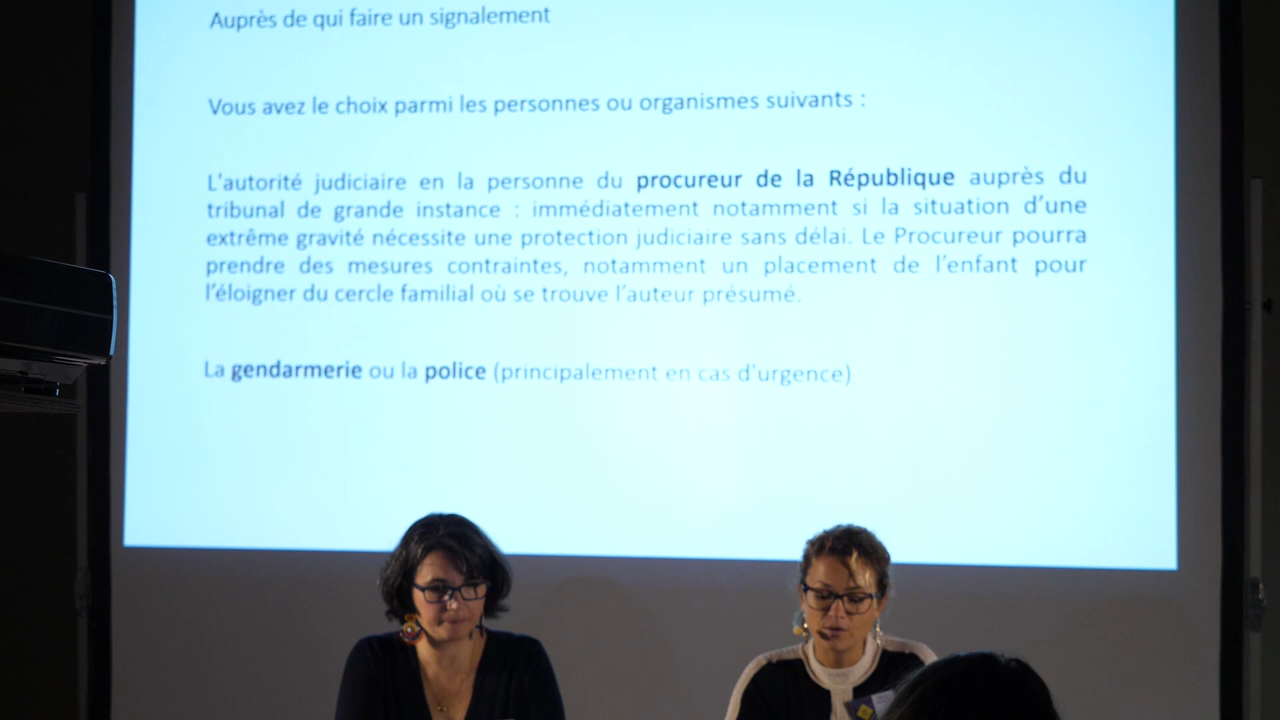 Auprès de qui faire un signalement
Vous avez le choix parmi les personnes ou organismes suivants :
L'autorité judiciaire en la personne du procureur de la République auprès du
tribunal de grande instance : immédiatement notamment si la situation d’une
extrême gravité nécessite une protection judiciaire sans délai. Le Procureur pourra
prendre des mesures contraintes, notamment un placement de l’enfant pour
l’éloigner du cercle familial où se trouve l’auteur présumé.
La gendarmerie ou la police (principalement en cas d’urgence)